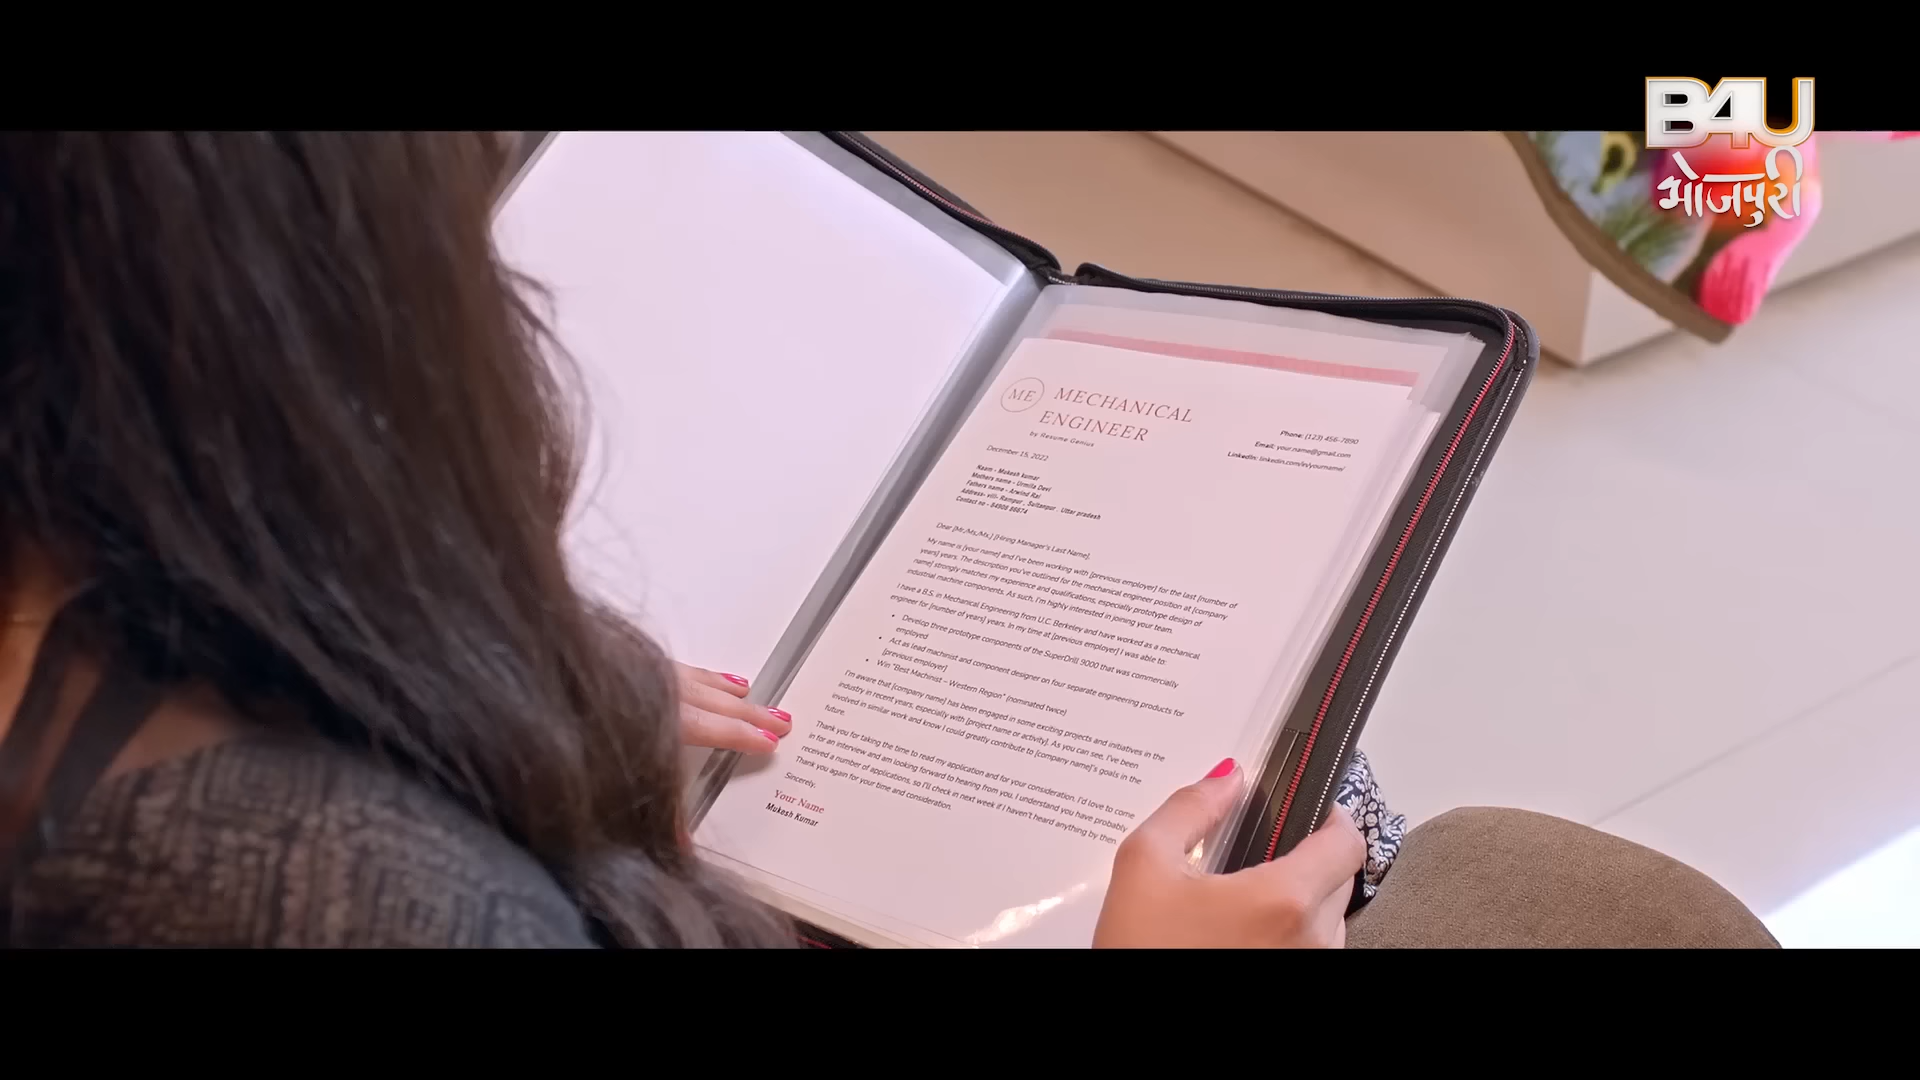 B4U
भोजपुरी
ME
MECHANICAL
ENGINEER
by Resume Genius
Phone: (123) 456-7890
Email: your.name@gmail.com
LinkedIn: linkedin.com/in/yourname/
December 15, 2022
Naam - Mukesh kumar
Mothers name - Urmila Devi
Fathers name - Arwind Rai
Address- vill- Rampur , Sultanpur . Uttar pradesh
Contact no - 84906 86674
Dear [Mr./Ms./Mx.] [Hiring Manager's Last Name],
My name is [your name] and I've been working with [previous employer] for the last [number of
years] years. The description you've outlined for the mechanical engineer position at [company
name] strongly matches my experience and qualifications, especially prototype design of
industrial machine components. As such, I'm highly interested in joining your team.
I have a B.S. in Mechanical Engineering from U.C. Berkeley and have worked as a mechanical
engineer for [number of years] years. In my time at [previous employer] I was able to:
• Develop three prototype components of the SuperDrill 9000 that was commercially
employed
• Act as lead machinist and component designer on four separate engineering products for
[previous employer]
• Win "Best Machinist – Western Region" (nominated twice)
I'm aware that [company name] has been engaged in some exciting projects and initiatives in the
industry in recent years, especially with [project name or activity]. As you can see, I've been
involved in similar work and know I could greatly contribute to [company name]'s goals in the
future.
Thank you for taking the time to read my application and for your consideration. I'd love to come
in for an interview and am looking forward to hearing from you. I understand you have probably
received a number of applications, so I'll check in next week if I haven't heard anything by then.
Thank you again for your time and consideration.
Sincerely,
Your Name
Mukesh Kumar